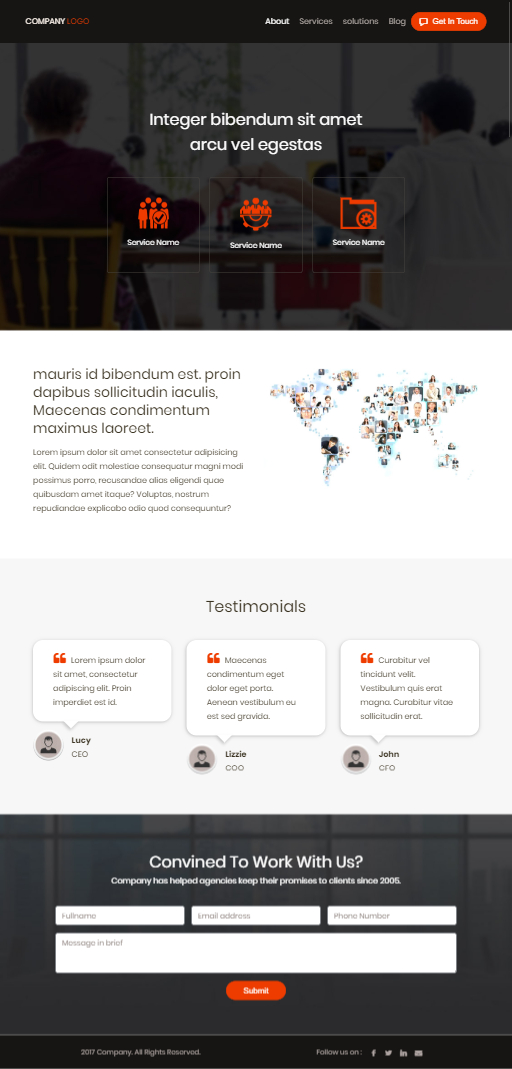 COMPANY LOGO
About Services solutions Blog Get In Touch
Integer bibendum sit amet
arcu vel egestas
Service Name Service Name Service Name
mauris id bibendum est. proin
dapibus sollicitudin iaculis,
Maecenas condimentum
maximus laoreet.
Lorem ipsum dolor sit amet consectetur adipisicing
elit. Quidem odit molestiae consequatur magni modi
possimus porro, recusandae alias eligendi quae
quibusdam amet itaque? Voluptas, nostrum
repudiandae explicabo odio quod consequuntur?
Testimonials
Lorem ipsum dolor
sit amet, consectetur
adipiscing elit. Proin
imperdiet est id.
Lucy
CEO
Maecenas
condimentum eget
dolor eget porta.
Aenean vestibulum eu
est sed gravida.
Lizzie
COO
Curabitur vel
tincidunt velit.
Vestibulum quis erat
magna. Curabitur vitae
sollicitudin erat.
John
CFO
Convined To Work With Us?
Company has helped agencies keep their promises to clients since 2005.
Fullname Email address Phone Number
Message in brief
Submit
2017 Company. All Rights Reserved. Follow us on :